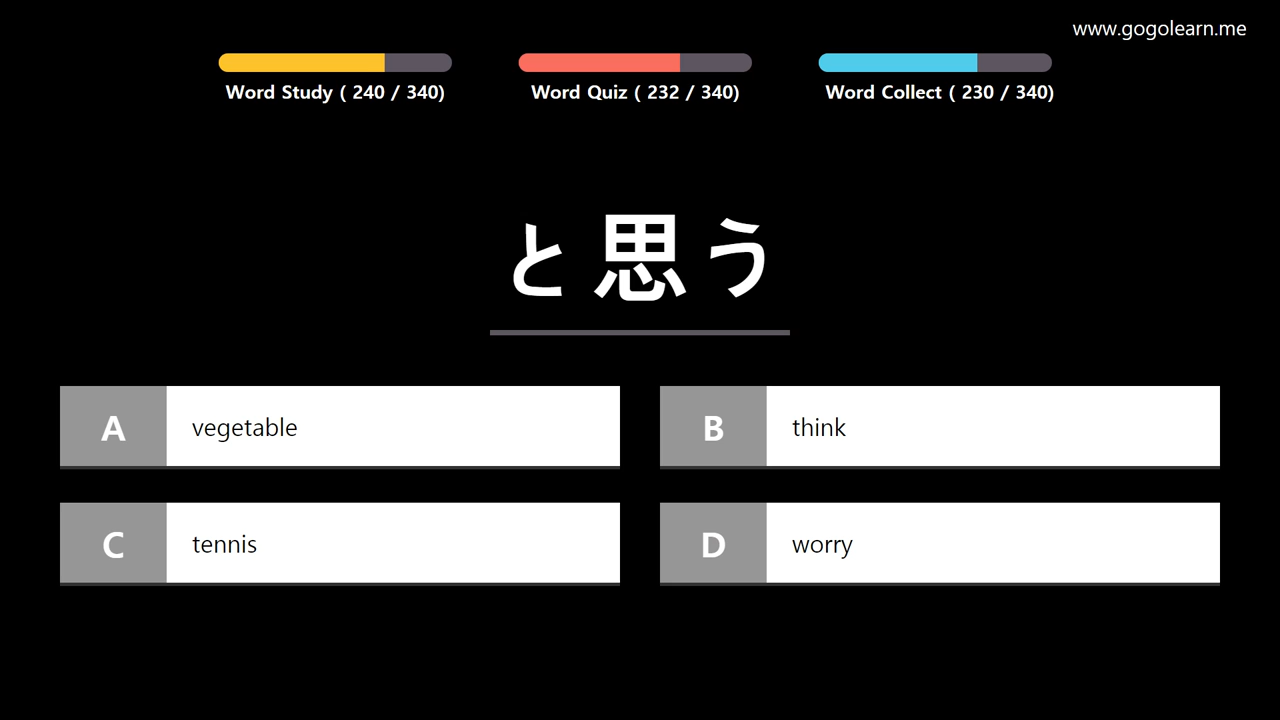 www.gogolearn.me
Word Study ( 240 / 340)
Word Quiz ( 232 / 340)
Word Collect ( 230 / 340)
と思う
A vegetable
B think
C tennis
D worry